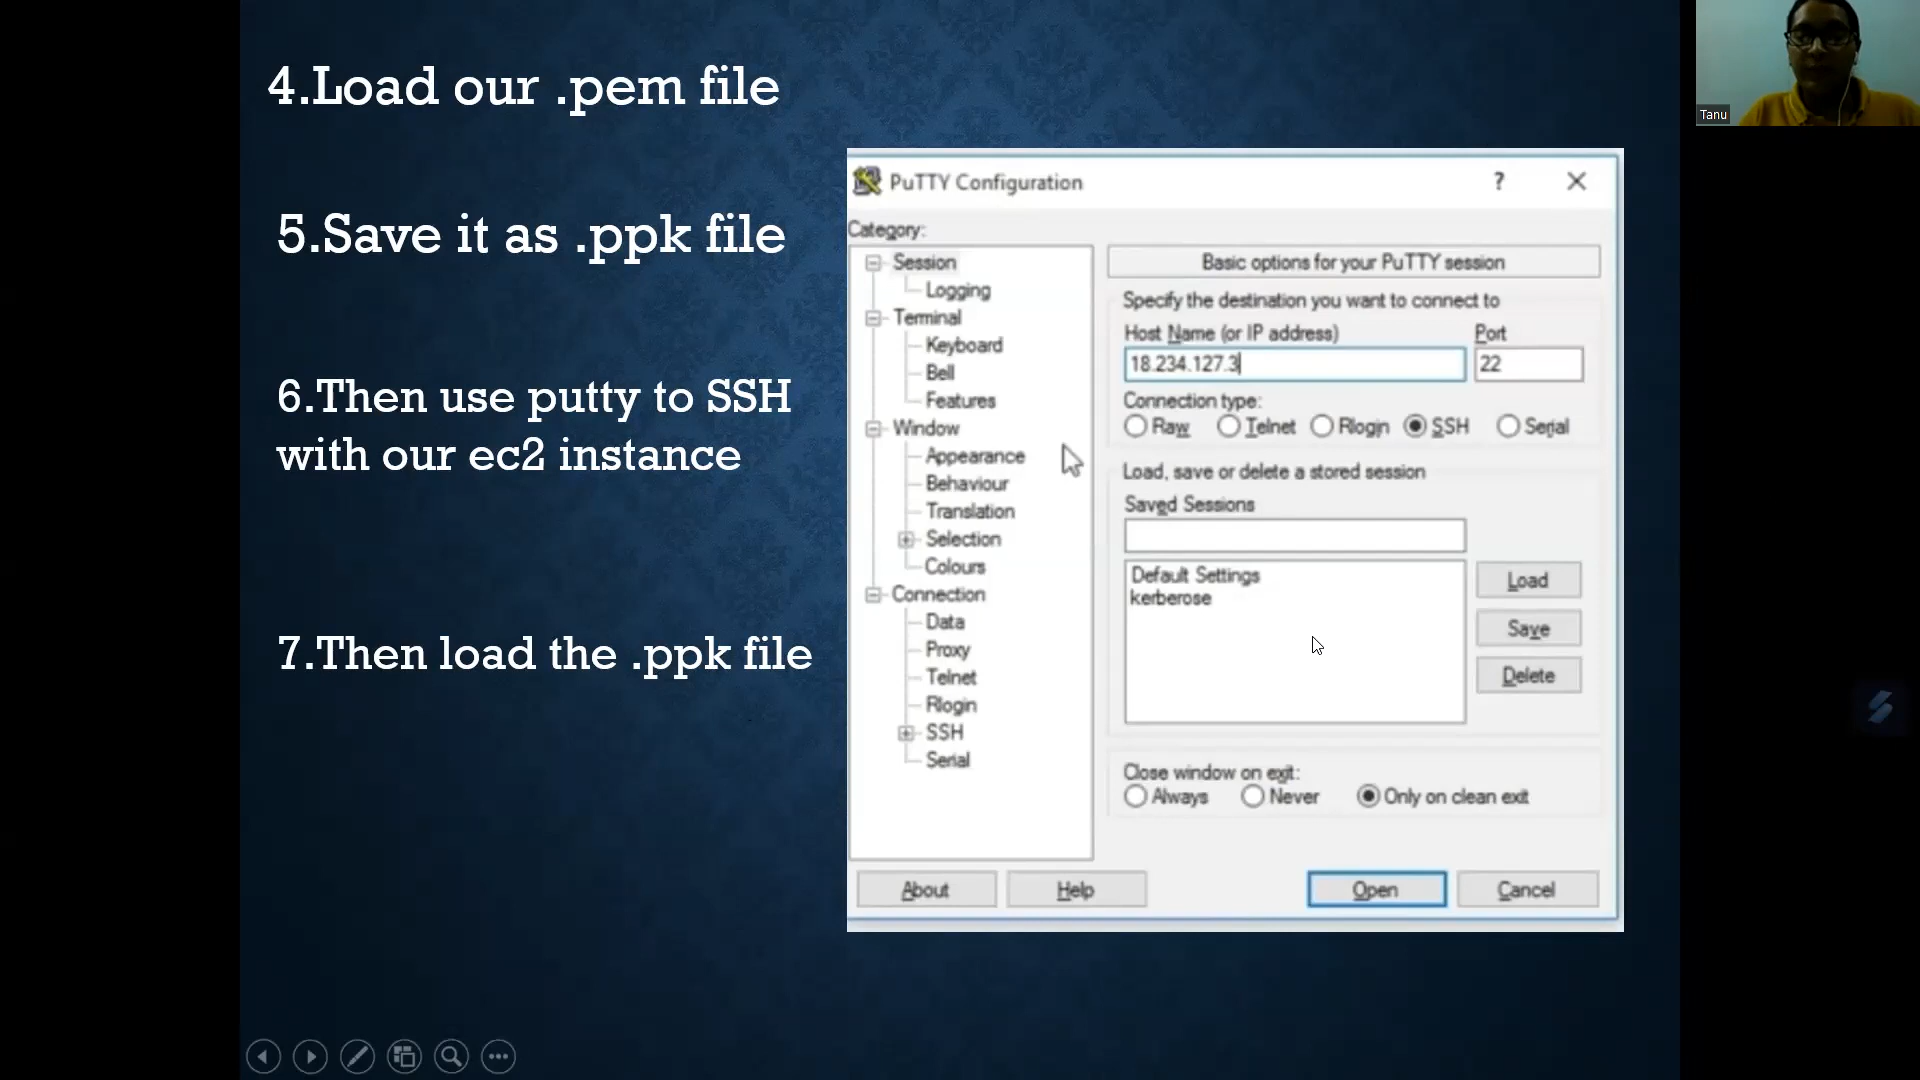 4.Load our .pem file
5.Save it as .ppk file
6.Then use putty to SSH
with our ec2 instance
7.Then load the .ppk file
PuTTY Configuration
?
Category:
Session
Logging
Terminal
Keyboard
Bell
Features
Window
Appearance
Behaviour
Translation
Selection
Colours
Connection
Data
Proxy
Telnet
Rlogin
SSH
Serial
Basic options for your PuTTY session
Specify the destination you want to connect to
Host Name (or IP address) Port
18.234.127.3 22
Connection type:
Raw Telnet Rlogin SSH Serial
Load, save or delete a stored session
Saved Sessions
Default Settings
kerberose
Load
Save
Delete
Close window on exit:
Always Never Only on clean exit
About Help Open Cancel
Tanu